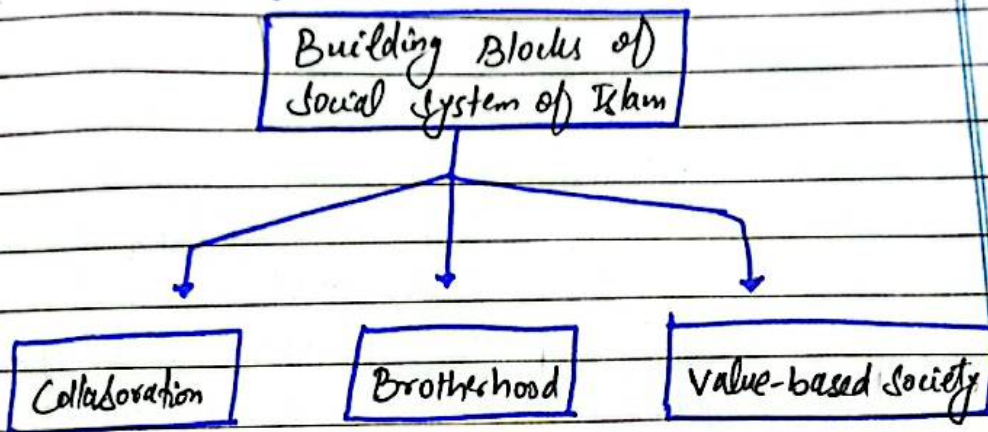 Building Blocks of
Social System of Islam
Collaboration
Brotherhood
Value-based Society